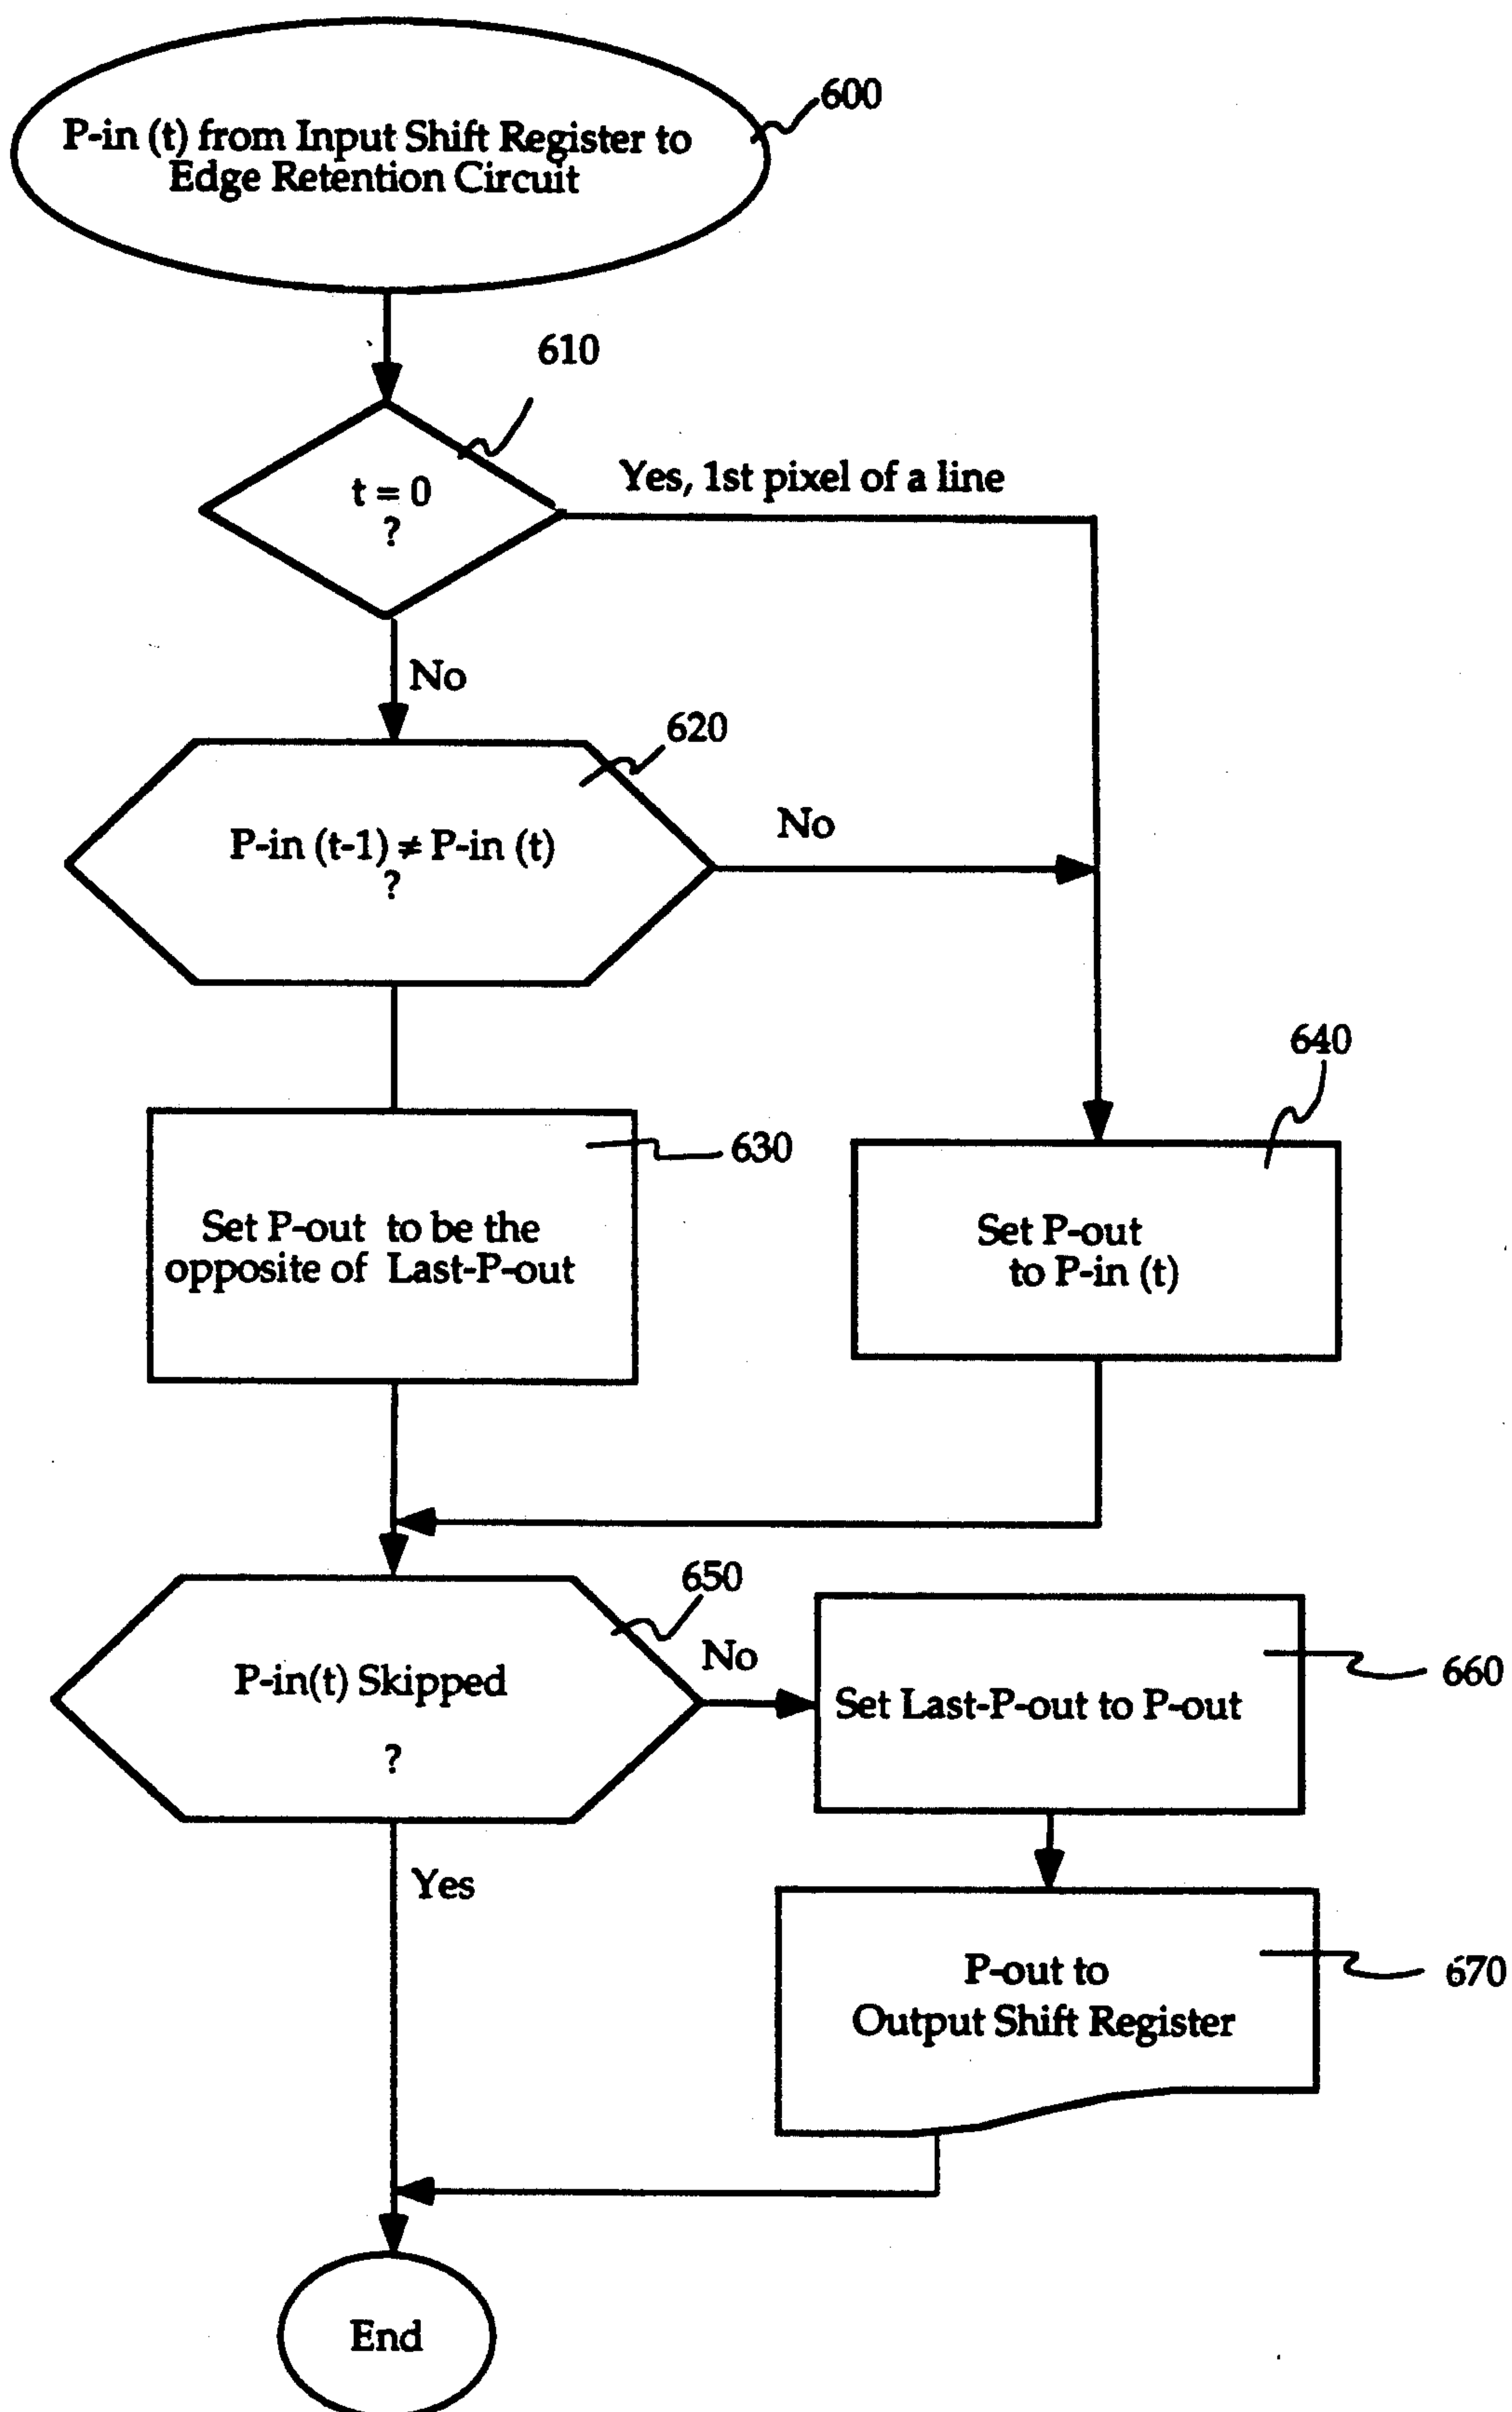 600
P-in (t) from Input Shift Register to
Edge Retention Circuit
610
t = 0
?
Yes, 1st pixel of a line
No
620
P-in (t-1) ≠ P-in (t)
?
No
630
Set P-out to be the
opposite of Last-P-out
640
Set P-out
to P-in (t)
650
P-in(t) Skipped
?
No
660
Set Last-P-out to P-out
Yes
670
P-out to
Output Shift Register
End